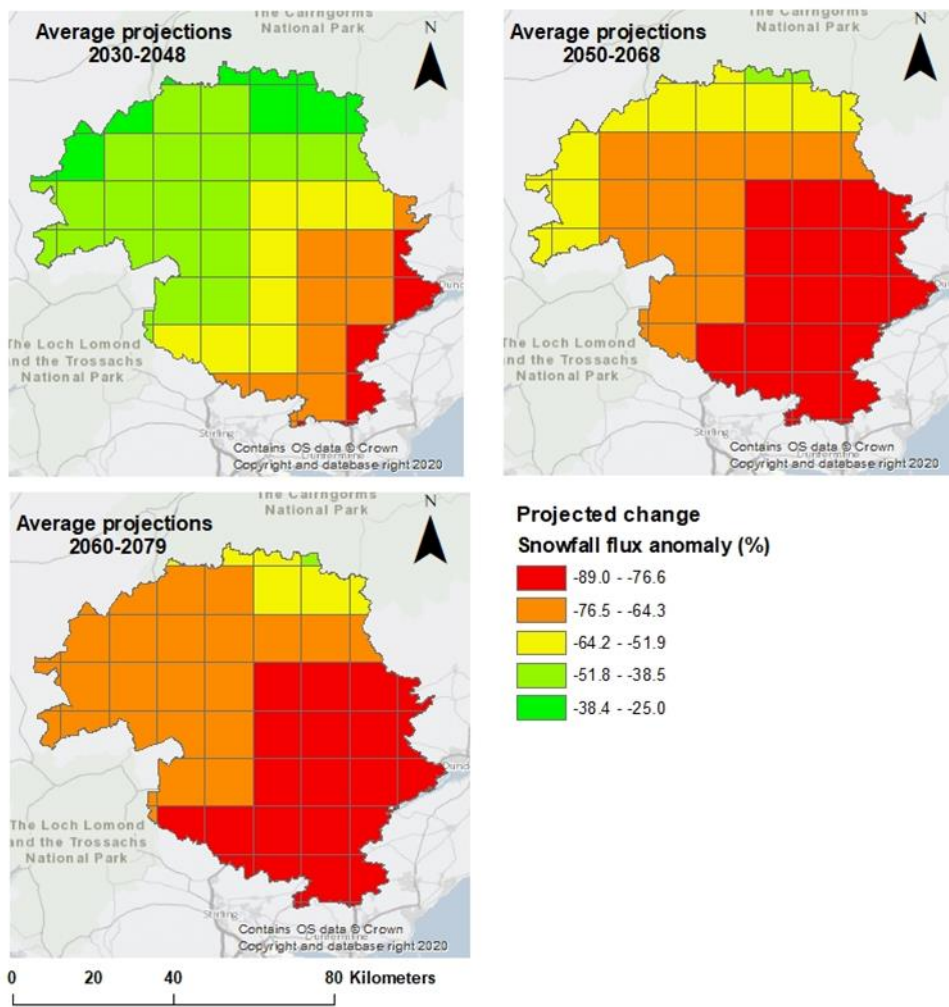 The Cairngorms
National Park
Average projections
2030-2048
N
The Loch Lomond
and the Trossachs
National Park
Stirling
Dunfermline
Contains OS data © Crown
Copyright and database right 2020
The Cairngorms
National Park
Average projections
2050-2068
N
The Loch Lomond
and the Trossachs
National Park
Stirling
Contains OS data © Crown
Copyright and database right 2020
The Cairngorms
National Park
Average projections
2060-2079
N
The Loch Lomond
and the Trossachs
National Park
Stirling
Contains OS data © Crown
Copyright and database right 2020
Projected change
Snowfall flux anomaly (%)
-89.0 - -76.6
-76.5 - -64.3
-64.2 - -51.9
-51.8 - -38.5
-38.4 - -25.0
0 20 40 80 Kilometers